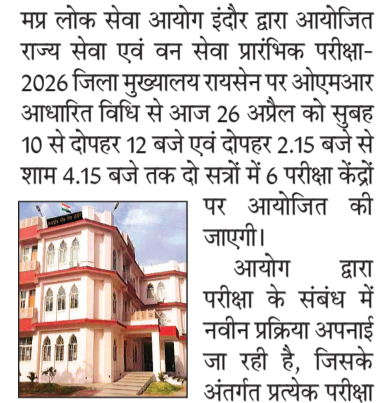 मप्र लोक सेवा आयोग इंदौर द्वारा आयोजित
राज्य सेवा एवं वन सेवा प्रारंभिक परीक्षा-
2026 जिला मुख्यालय रायसेन पर ओएमआर
आधारित विधि से आज 26 अप्रैल को सुबह
10 से दोपहर 12 बजे एवं दोपहर 2.15 बजे से
शाम 4.15 बजे तक दो सत्रों में 6 परीक्षा केंद्रों
पर आयोजित की
जाएगी।
आयोग द्वारा
परीक्षा के संबंध में
नवीन प्रक्रिया अपनाई
जा रही है, जिसके
अंतर्गत प्रत्येक परीक्षा